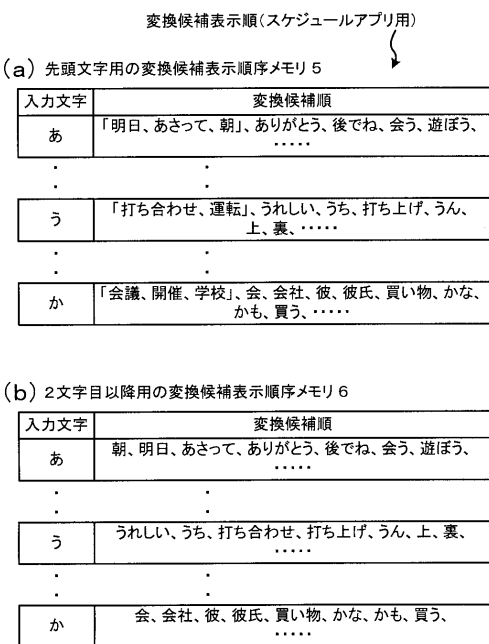 変換候補表示順(スケジュールアプリ用)
(a) 先頭文字用の変換候補表示順序メモリ5
入力文字 変換候補順
あ 「明日、あさって、朝」、ありがとう、後でね、会う、遊ぼう、
・・・・・
・ ・
・ ・
う 「打ち合わせ、運転」、うれしい、うち、打ち上げ、うん、
上、裏、・・・・・
・ ・
・ ・
か 「会議、開催、学校」、会、会社、彼、彼氏、買い物、かな、
かも、買う、・・・・・
(b) 2文字目以降用の変換候補表示順序メモリ6
入力文字 変換候補順
あ 朝、明日、あさって、ありがとう、後でね、会う、遊ぼう、
・・・・・
・ ・
・ ・
う うれしい、うち、打ち合わせ、打ち上げ、うん、上、裏、
・・・・・
・ ・
・ ・
か 会、会社、彼、彼氏、買い物、かな、かも、買う、
・・・・・